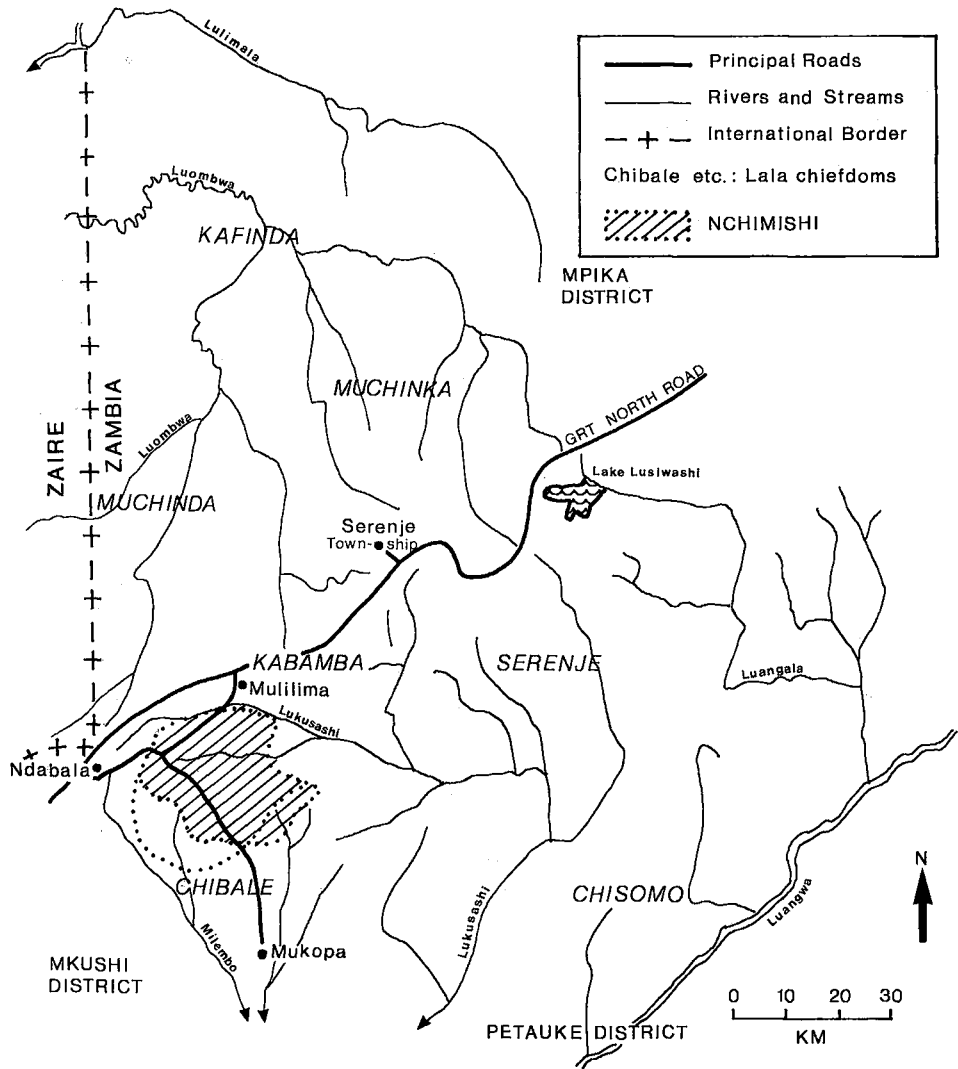 Lulimala
Principal Roads
Rivers and Streams
International Border
Chibale etc.: Lala chiefdoms
NCHIMISHI
Luombwa
KAFINDA
MPIKA
DISTRICT
MUCHINKA
GRT NORTH ROAD
ZAIRE
ZAMBIA
Luombwa
Lake Lusiwashi
MUCHINDA
Serenje
Town-ship
KABAMBA
SERENJE
Luangala
Mulilima
Lukusashi
Ndabala
N
CHIBALE
CHISOMO
Luangwa
Lukusashi
Milembo
Mukopa
MKUSHI
DISTRICT
0 10 20 30
KM
PETAUKE DISTRICT